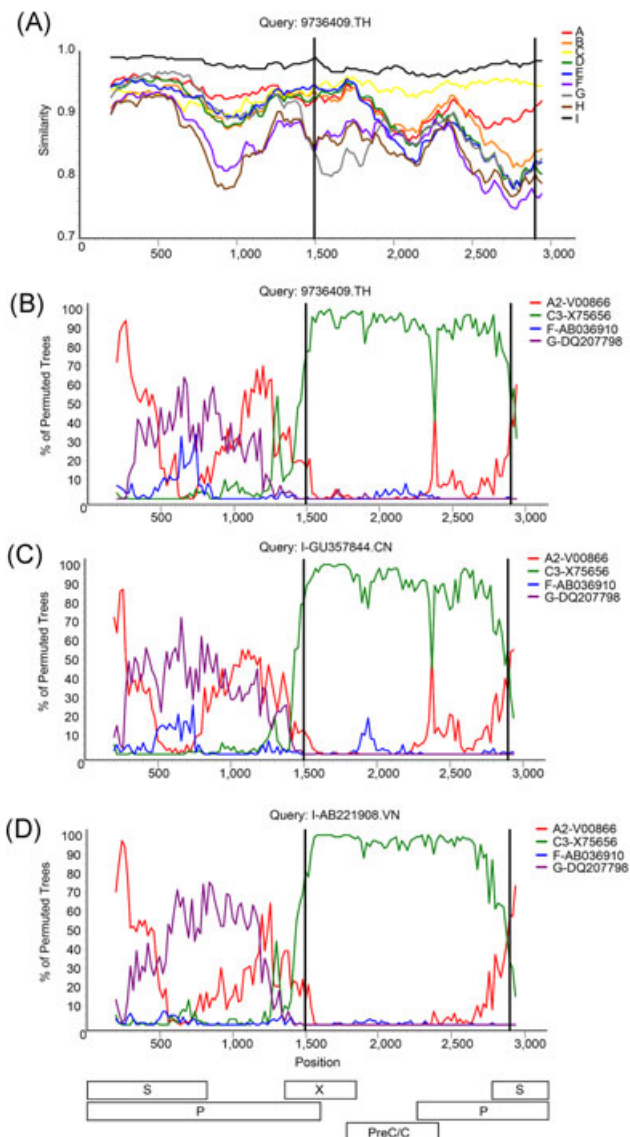 (A)
Query: 9736409.TH
1.0
0.9
0.8
0.7
Similarity
0
500
1,000
1,500
2,000
2,500
3,000
A
B
C
D
E
F
G
H
I
(B)
Query: 9736409.TH
100
90
80
70
60
50
40
30
20
10
0
% of Permuted Trees
500
1,000
1,500
2,000
2,500
3,000
A2-V00866
C3-X75656
F-AB036910
G-DQ207798
(C)
Query: I-GU357844.CN
100
90
80
70
60
50
40
30
20
10
0
% of Permuted Trees
0
500
1,000
1,500
2,000
2,500
3,000
A2-V00866
C3-X75656
F-AB036910
G-DQ207798
(D)
Query: I-AB221908.VN
100
90
80
70
60
50
40
30
20
10
0
% of Permuted Trees
0
500
1,000
1,500
2,000
2,500
3,000
Position
A2-V00866
C3-X75656
F-AB036910
G-DQ207798
S X S
P P
PreC/C